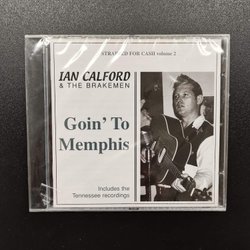 STRAPPED FOR CASH volume 2
IAN CALFORD
& THE BRAKEMEN
Goin' To
Memphis
Includes the
Tennessee recordings